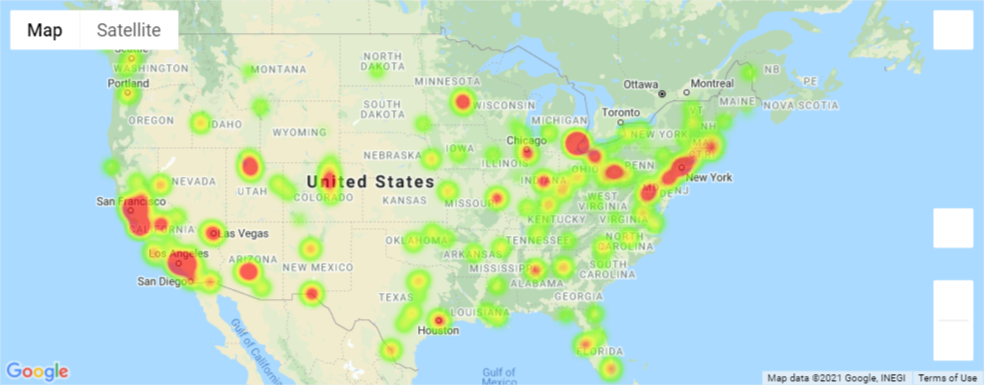 Map
Satellite
Seattle
WASHINGTON
Portland
OREGON
IDAHO
MONTANA
WYOMING
NORTH
DAKOTA
SOUTH
DAKOTA
MINNESOTA
WISCONSIN
MICHIGAN
Ottawa
Montreal
Toronto
NB
PE
MAINE
NOVA SCOTIA
VT
NH
NEW YORK
Chicago
IOWA
NEBRASKA
ILLINOIS
INDIANA
OHIO
PENN
New York
MD
DE
NJ
NEVADA
UTAH
COLORADO
United States
KANSAS
MISSOURI
WEST
VIRGINIA
VIRGINIA
KENTUCKY
San Francisco
CALIFORNIA
Las Vegas
Los Angeles
San Diego
ARIZONA
NEW MEXICO
OKLAHOMA
ARKANSAS
TENNESSEE
NORTH
CAROLINA
SOUTH
CAROLINA
MISSISSIPPI
ALABAMA
GEORGIA
TEXAS
LOUISIANA
Houston
FLORIDA
Gulf of
Mexico
Gulf of California
Google
Map data ©2021 Google, INEGI
Terms of Use